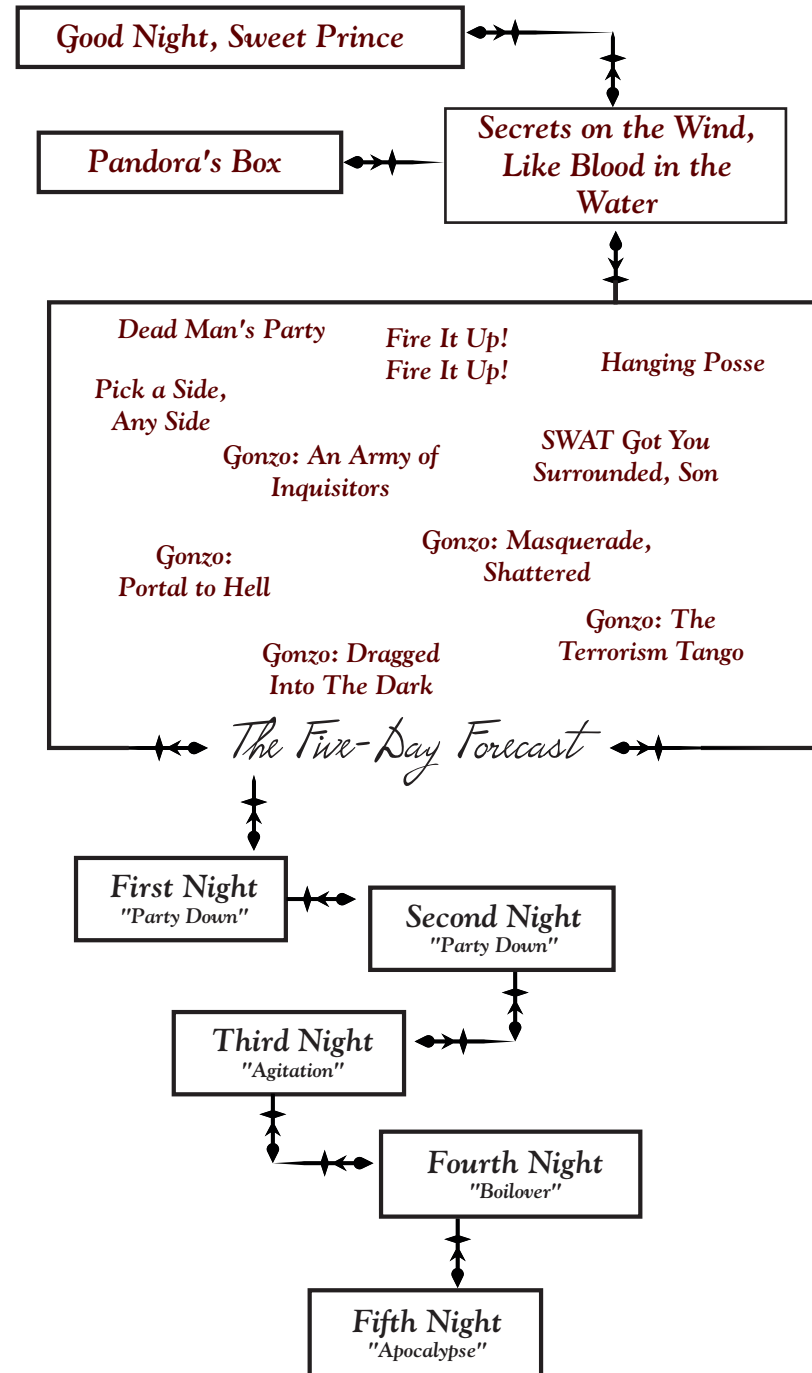 Good Night, Sweet Prince
Secrets on the Wind,
Like Blood in the
Water
Pandora's Box
Dead Man's Party
Fire It Up!
Fire It Up!
Hanging Posse
Pick a Side,
Any Side
Gonzo: An Army of
Inquisitors
SWAT Got You
Surrounded, Son
Gonzo:
Portal to Hell
Gonzo: Masquerade,
Shattered
Gonzo: The
Terrorism Tango
Gonzo: Dragged
Into The Dark
The Five-Day Forecast
First Night
"Party Down"
Second Night
"Party Down"
Third Night
"Agitation"
Fourth Night
"Boilover"
Fifth Night
"Apocalypse"